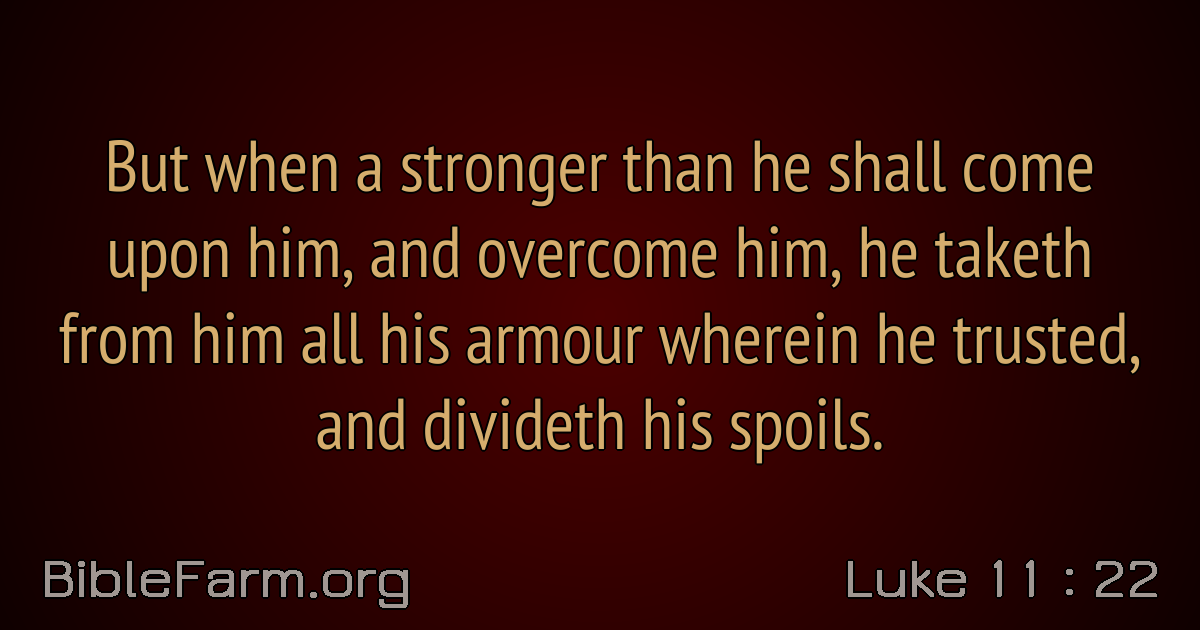 But when a stronger than he shall come
upon him, and overcome him, he taketh
from him all his armour wherein he trusted,
and divideth his spoils.
BibleFarm.org
Luke 11 : 22